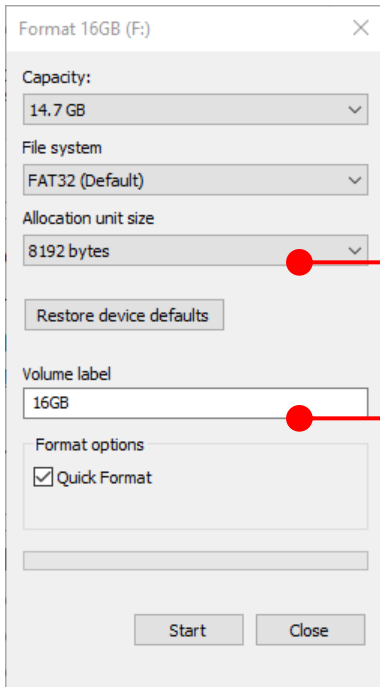 Format 16GB (F:)
Capacity:
14.7 GB
File system
FAT32 (Default)
Allocation unit size
8192 bytes
Restore device defaults
Volume label
16GB
Format options
Quick Format
Start Close